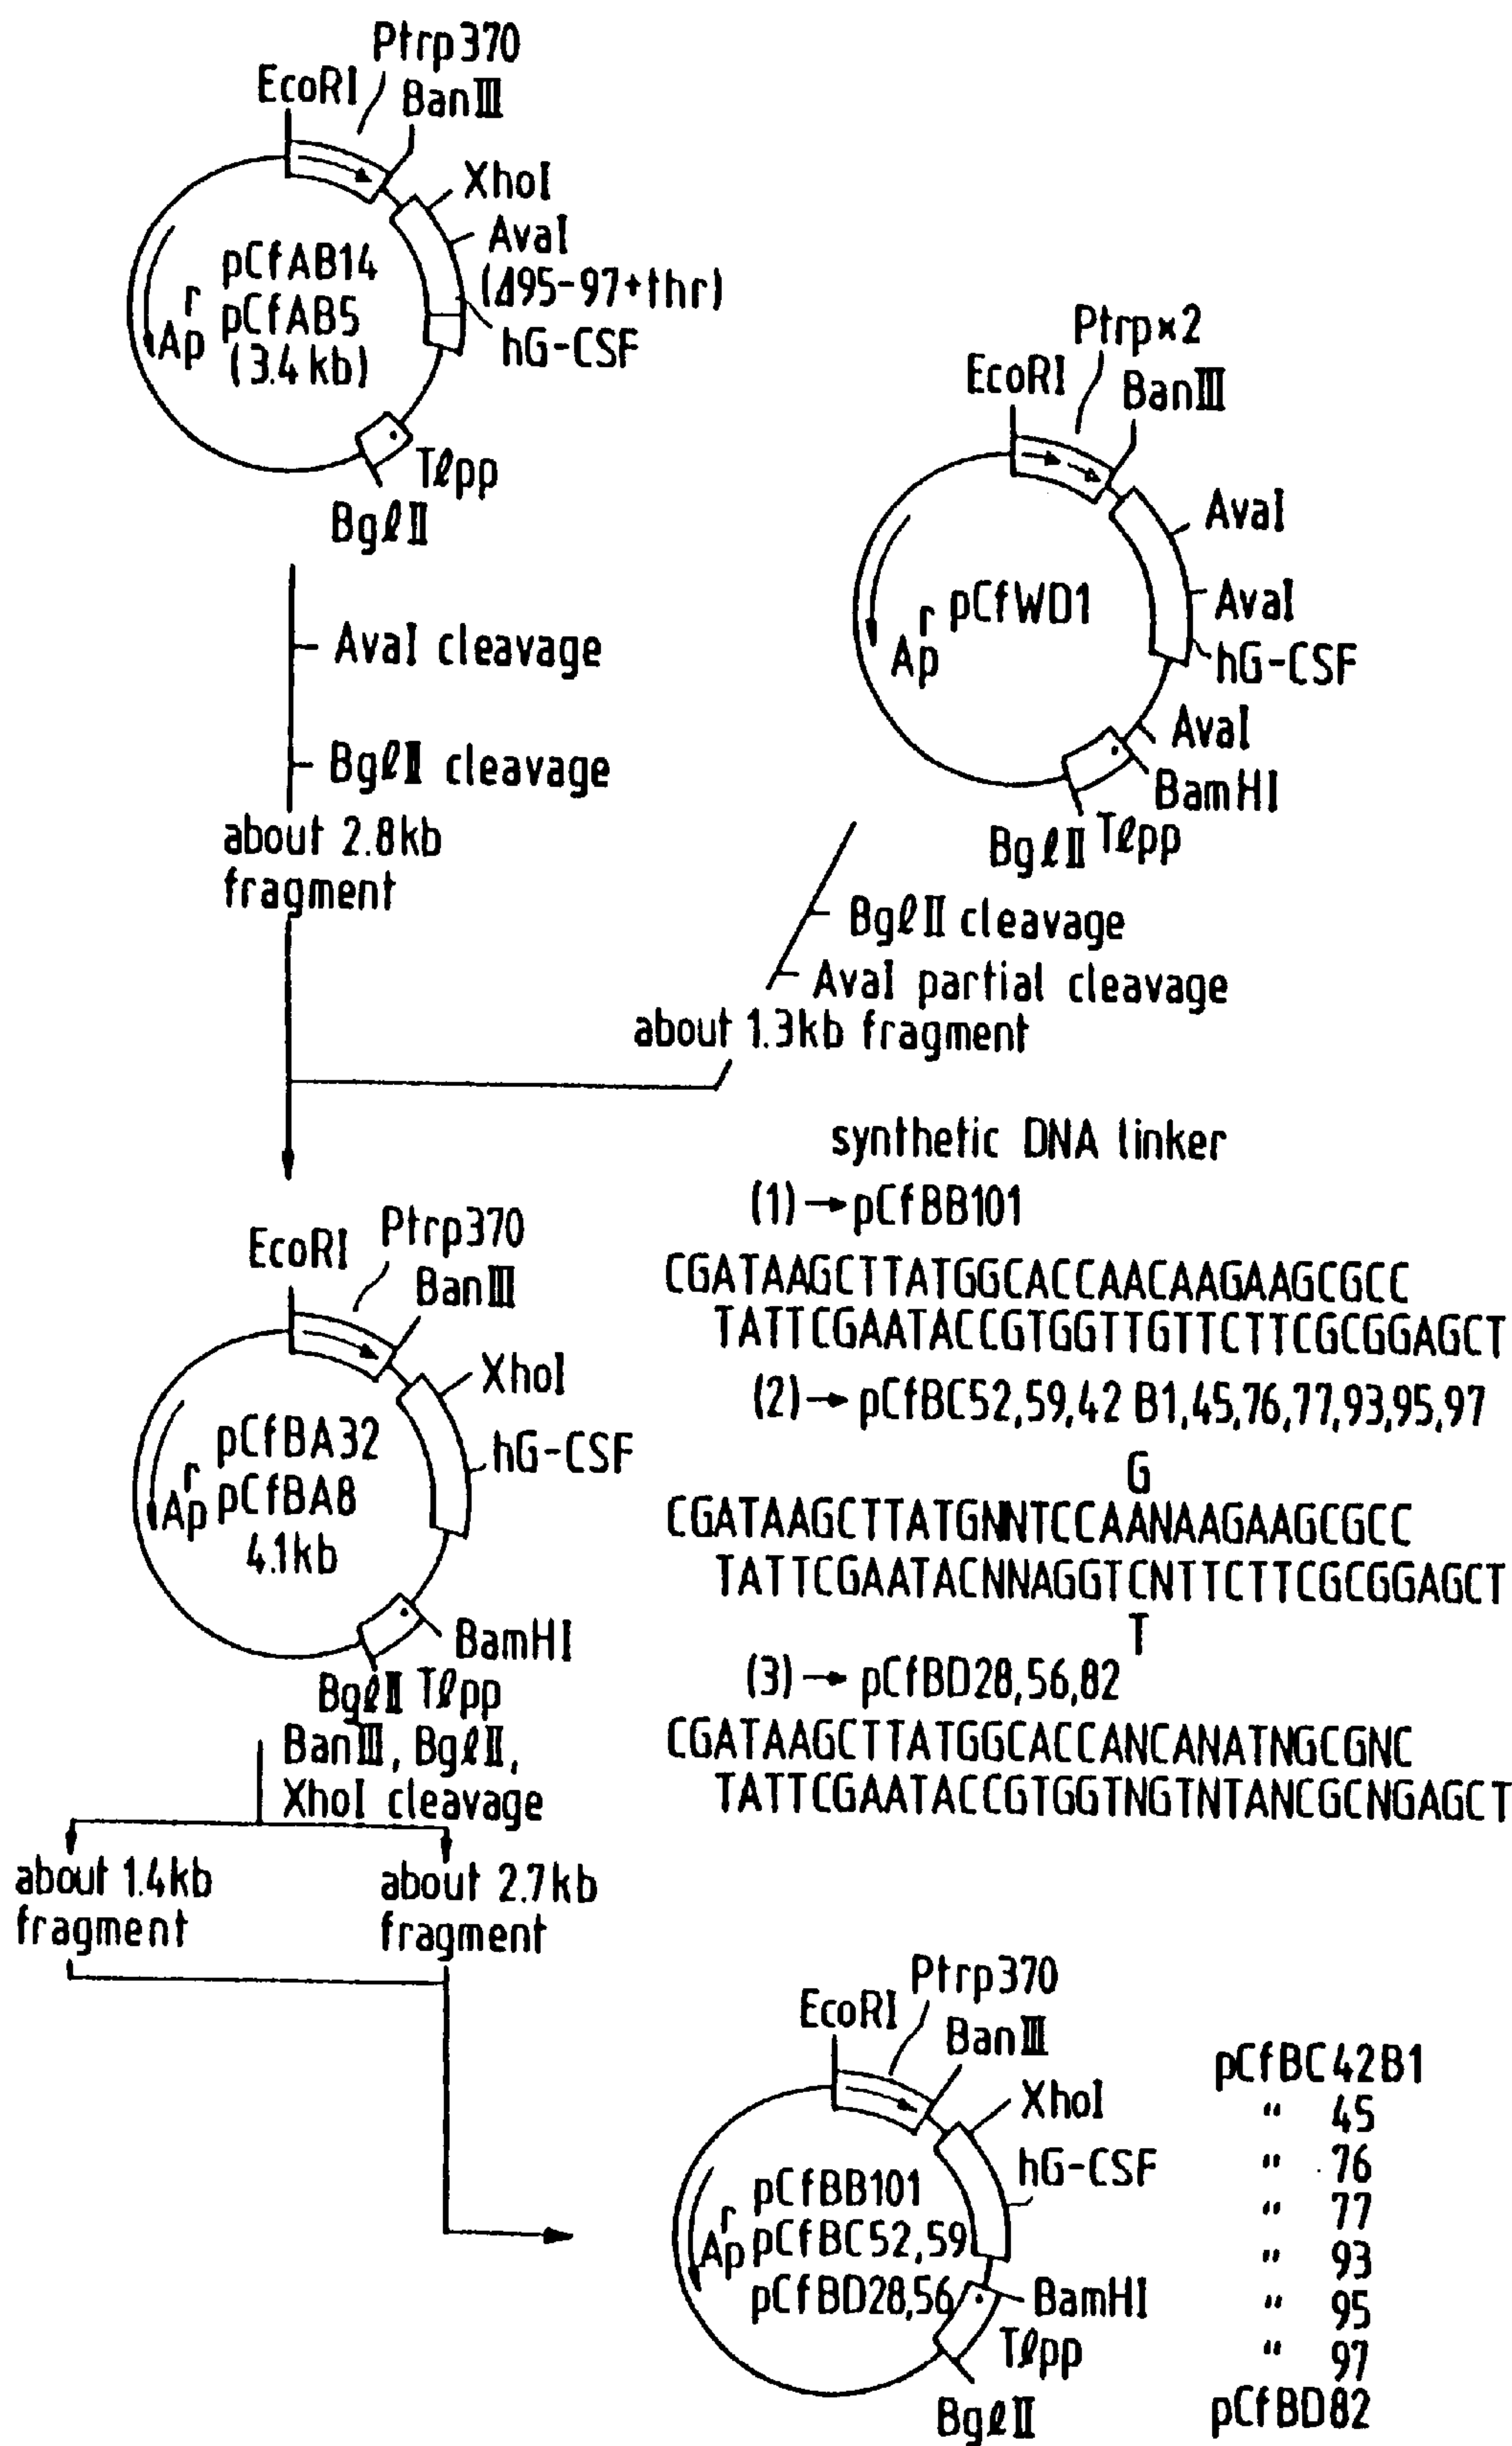 Ptrp370
EcoRI
BanIII
XhoI
AvaI
(Δ95-97+thr)
hG-CSF
pCfAB14
pCfAB5
(3.4 kb)
Apʳ
Tℓpp
BgℓII
AvaI cleavage
BgℓII cleavage
about 2.8kb
fragment
Ptrp×2
EcoRI
BanIII
AvaI
AvaI
hG-CSF
pCfWD1
Apʳ
AvaI
BamHI
BgℓII Tℓpp
BgℓII cleavage
AvaI partial cleavage
about 1.3kb fragment
synthetic DNA linker
(1)→pCfBB101
CGATAAGCTTATGGCACCAACAAGAAGCGCC
TATTCGAATACCGTGGTTGTTCTTCGCGGAGCT
(2)→pCfBC52,59,42 B1,45,76,77,93,95,97
G
CGATAAGCTTATGNNTCCAANAAGAAGCGCC
TATTCGAATACNNAGGTCNTTCTTCGCGGAGCT
T
(3)→pCfBD28,56,82
CGATAAGCTTATGGCACCANCANATNGCGNC
TATTCGAATACCGTGGTNGTNTANCGCNGAGCT
EcoRI
Ptrp370
BanIII
XhoI
hG-CSF
pCfBA32
pCfBA8
4.1kb
Apʳ
BamHI
BgℓII Tℓpp
BanIII, BgℓII,
XhoI cleavage
about 1.4kb
fragment
about 2.7kb
fragment
Ptrp370
EcoRI
BanIII
XhoI
hG-CSF
pCfBB101
pCfBC52,59
pCfBD28,56
Apʳ
BamHI
Tℓpp
BgℓII
pCfBC42B1
" 45
" 76
" 77
" 93
" 95
" 97
pCfBD82